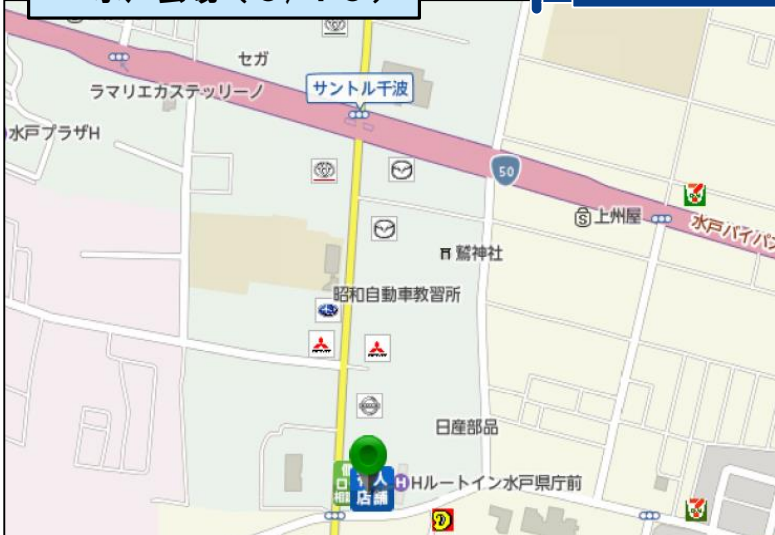 セガ
ラマリエカステッリーノ
サントル千波
水戸プラザH
50
上州屋
水戸バイパス
鷲神社
昭和自動車教習所
日産部品
店舗
Hルートイン水戸県庁前